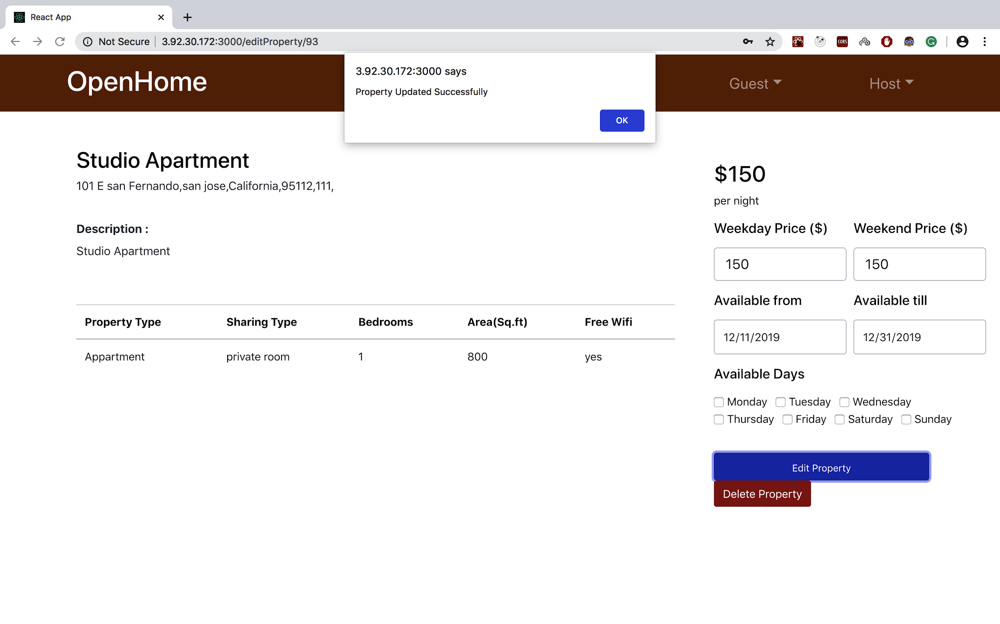 React App
Not Secure
3.92.30.172:3000/editProperty/93
CORS
OpenHome
Guest
Host
3.92.30.172:3000 says
Property Updated Successfully
OK
Studio Apartment
101 E san Fernando,san jose,California,95112,111,
Description :
Studio Apartment
Property Type Sharing Type Bedrooms Area(Sq.ft) Free Wifi
Appartment private room 1 800 yes
$150
per night
Weekday Price ($) Weekend Price ($)
150 150
Available from Available till
12/11/2019 12/31/2019
Available Days
Monday Tuesday Wednesday
Thursday Friday Saturday Sunday
Edit Property
Delete Property